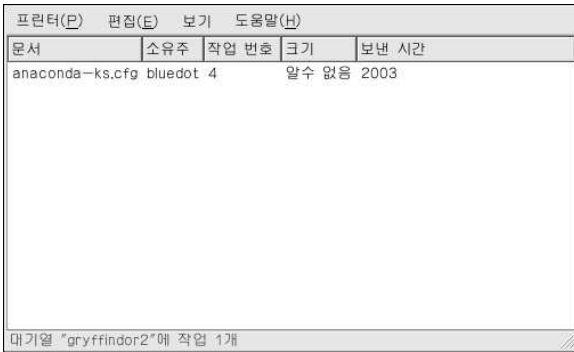 프린터(P) 편집(E) 보기 도움말(H)
문서 소유주 작업 번호 크기 보낸 시간
anaconda-ks.cfg bluedot 4 알수 없음 2003
대기열 "gryffindor2"에 작업 1개